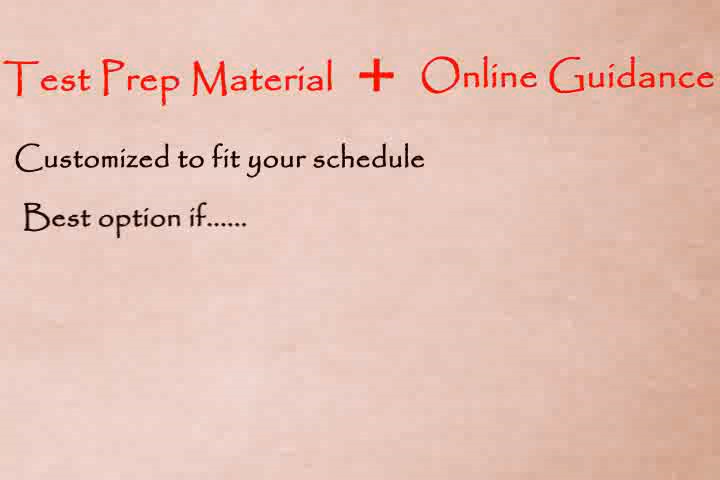 Test Prep Material + Online Guidance
Customized to fit your schedule
Best option if......